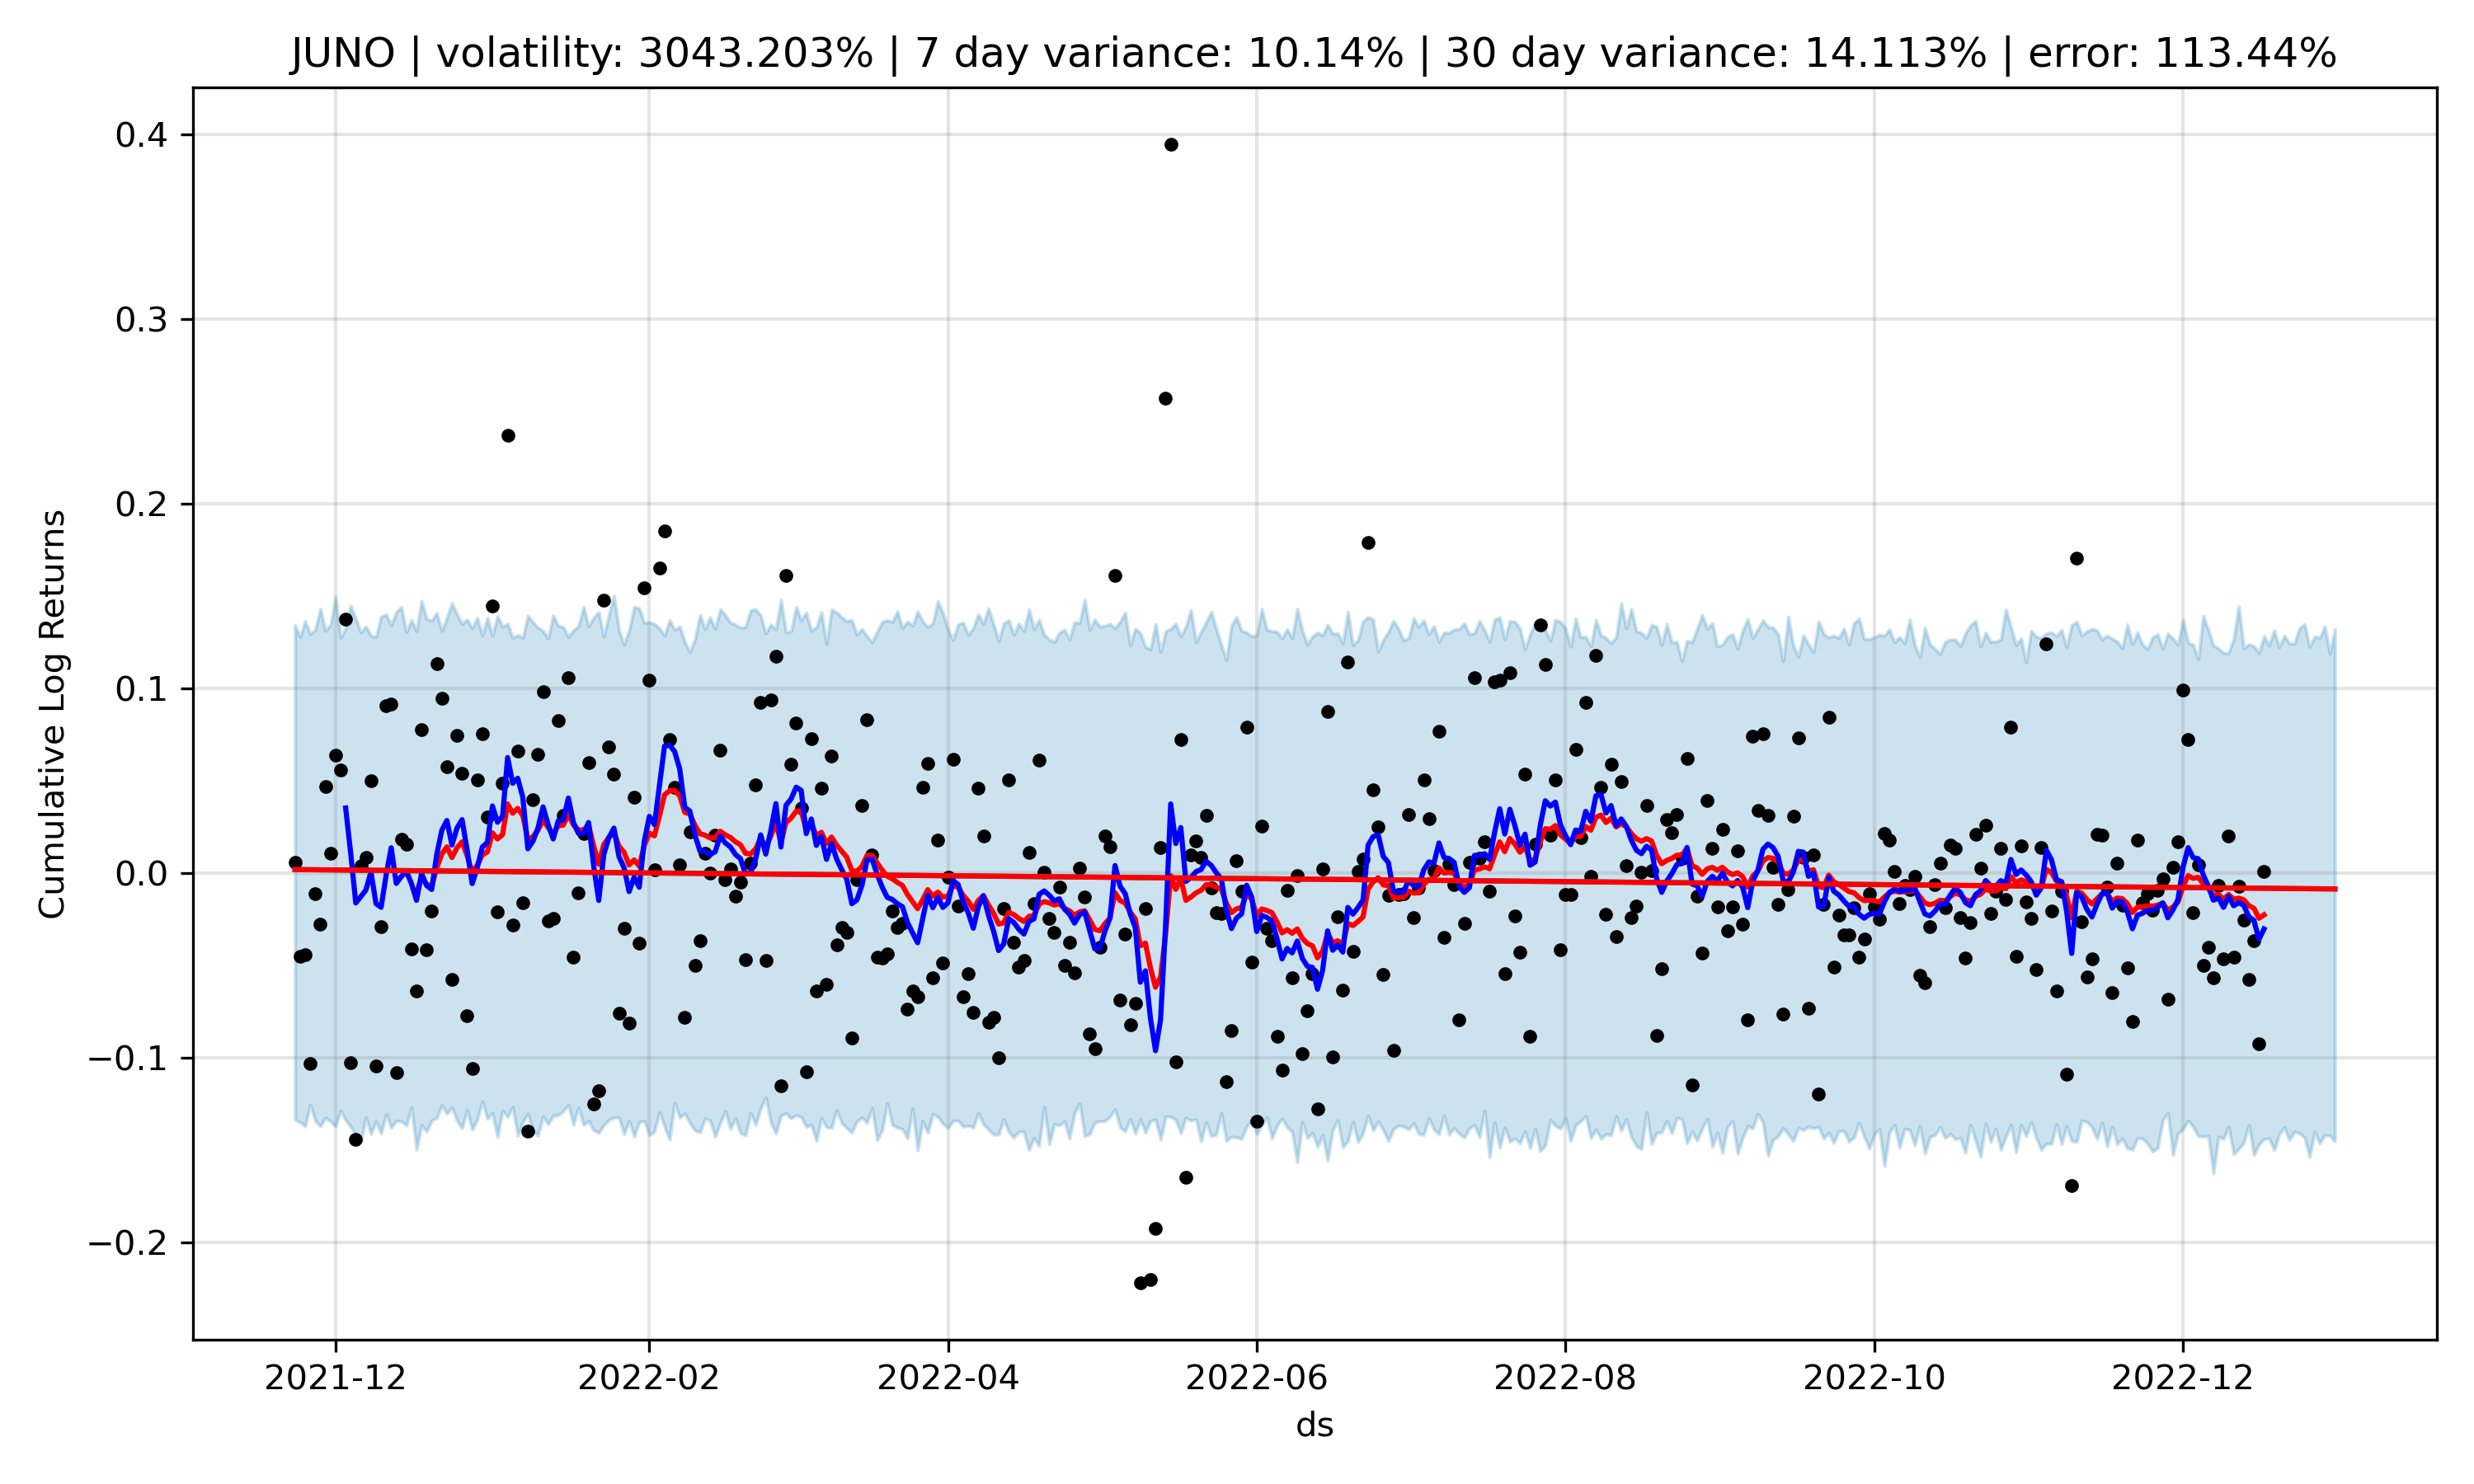 JUNO | volatility: 3043.203% | 7 day variance: 10.14% | 30 day variance: 14.113% | error: 113.44%
Cumulative Log Returns
0.4
0.3
0.2
0.1
0.0
−0.1
−0.2
2021-12 2022-02 2022-04 2022-06 2022-08 2022-10 2022-12
ds